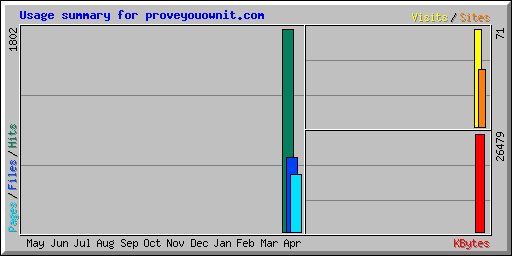 Usage summary for proveyouownit.com
Visits / Sites
1802
71
Pages / Files / Hits
26479
May Jun Jul Aug Sep Oct Nov Dec Jan Feb Mar Apr
KBytes